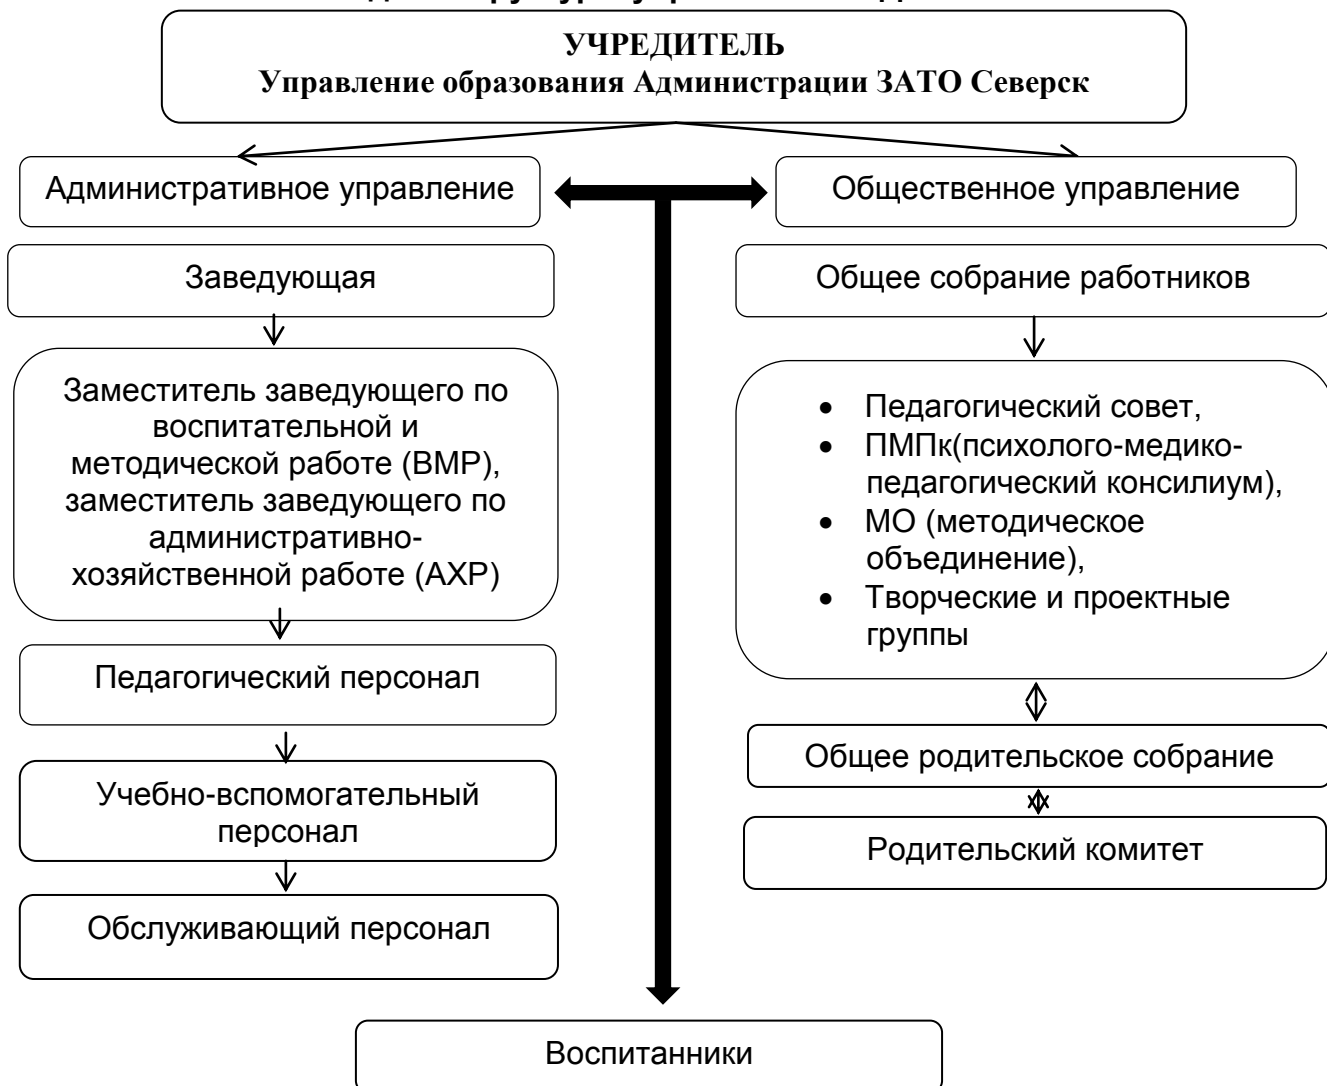 УЧРЕДИТЕЛЬ
Управление образования Администрации ЗАТО Северск
Административное управление
Общественное управление
Заведующая
Общее собрание работников
Заместитель заведующего по
воспитательной и
методической работе (ВМР),
заместитель заведующего по
административно-
хозяйственной работе (АХР)
• Педагогический совет,
• ПМПк(психолого-медико-
педагогический консилиум),
• МО (методическое
объединение),
• Творческие и проектные
группы
Педагогический персонал
Общее родительское собрание
Учебно-вспомогательный
персонал
Родительский комитет
Обслуживающий персонал
Воспитанники